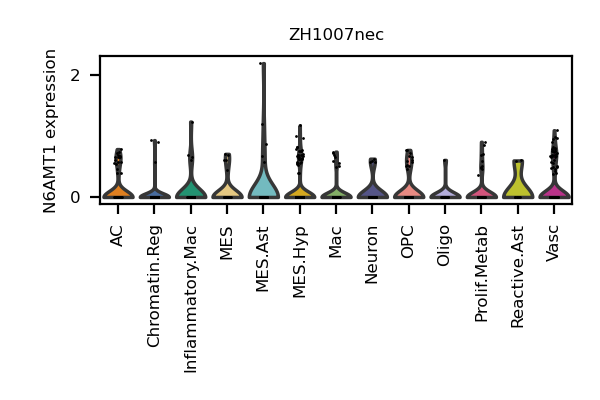 ZH1007nec
N6AMT1 expression
2
0
AC
Chromatin.Reg
Inflammatory.Mac
MES
MES.Ast
MES.Hyp
Mac
Neuron
OPC
Oligo
Prolif.Metab
Reactive.Ast
Vasc